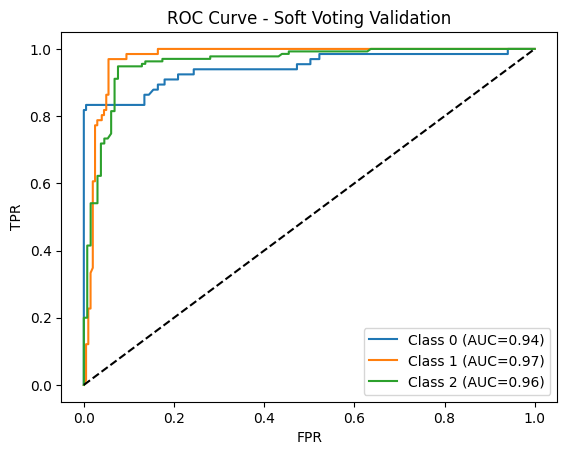 ROC Curve - Soft Voting Validation
TPR
1.0
0.8
0.6
0.4
0.2
0.0
Class 0 (AUC=0.94)
Class 1 (AUC=0.97)
Class 2 (AUC=0.96)
0.0 0.2 0.4 0.6 0.8 1.0
FPR